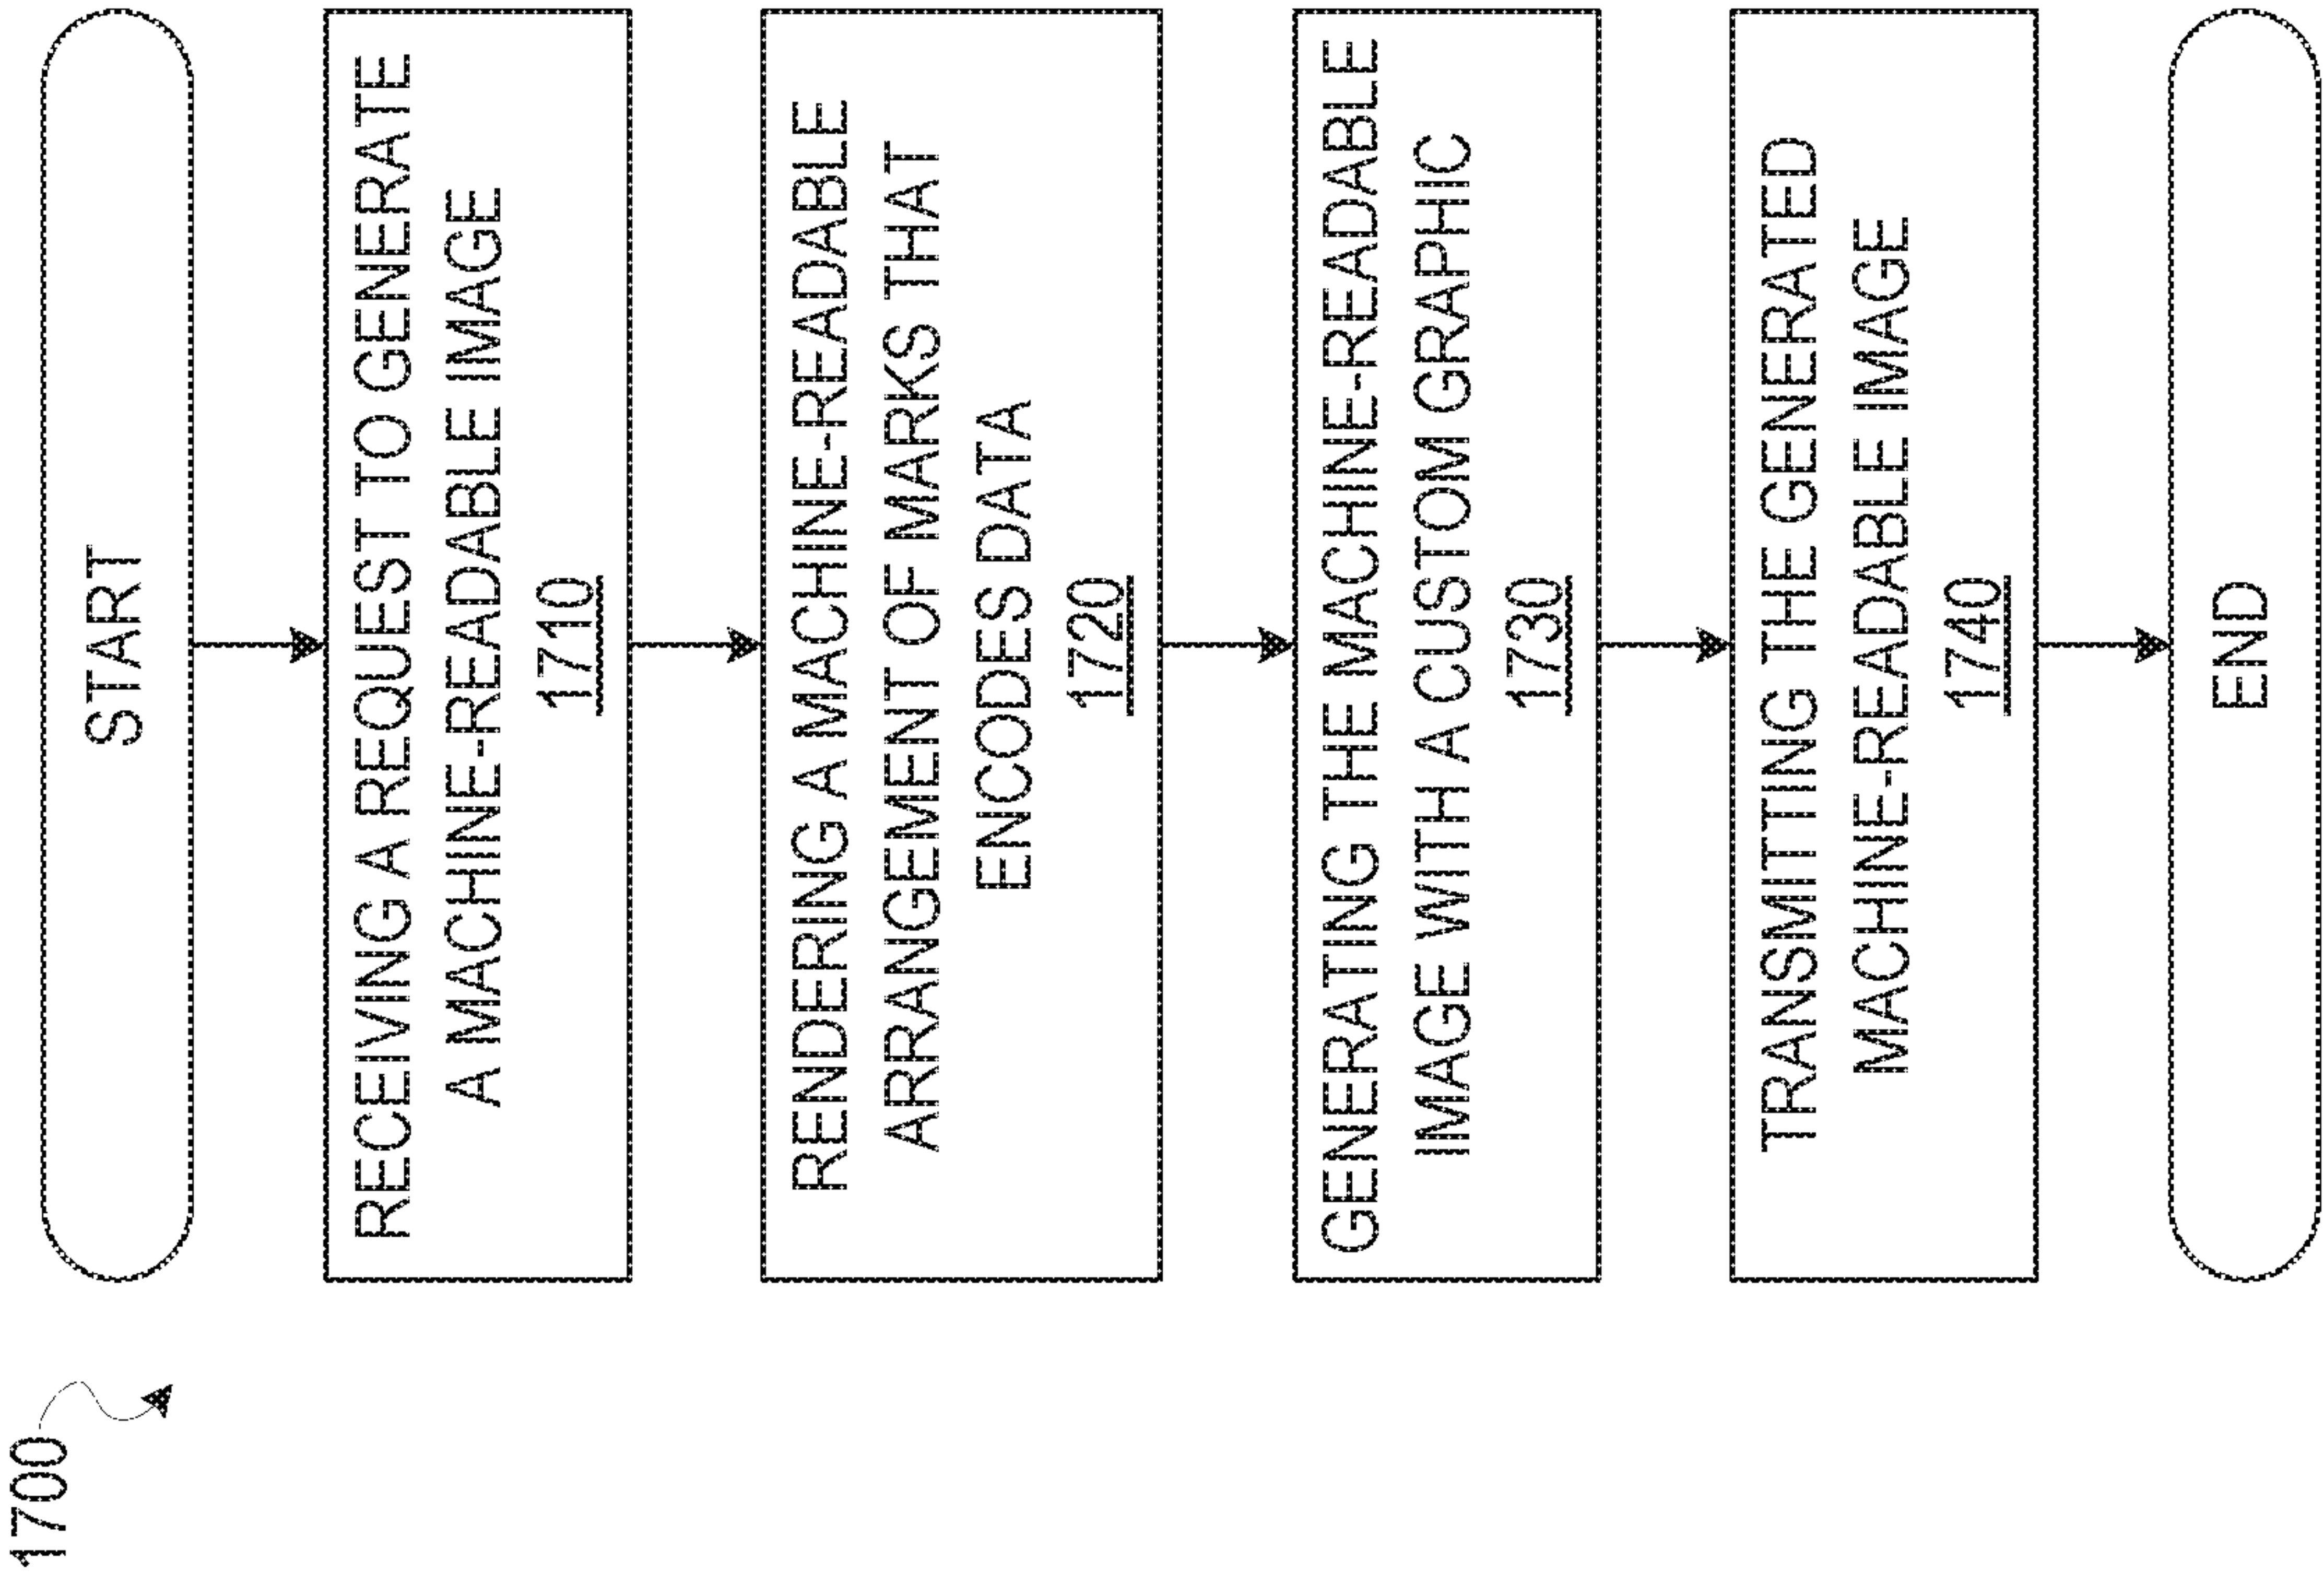 1700
START
RECEIVING A REQUEST TO GENERATE
A MACHINE-READABLE IMAGE
1710
RENDERING A MACHINE-READABLE
ARRANGEMENT OF MARKS THAT
ENCODES DATA
1720
GENERATING THE MACHINE-READABLE
IMAGE WITH A CUSTOM GRAPHIC
1730
TRANSMITTING THE GENERATED
MACHINE-READABLE IMAGE
1740
END